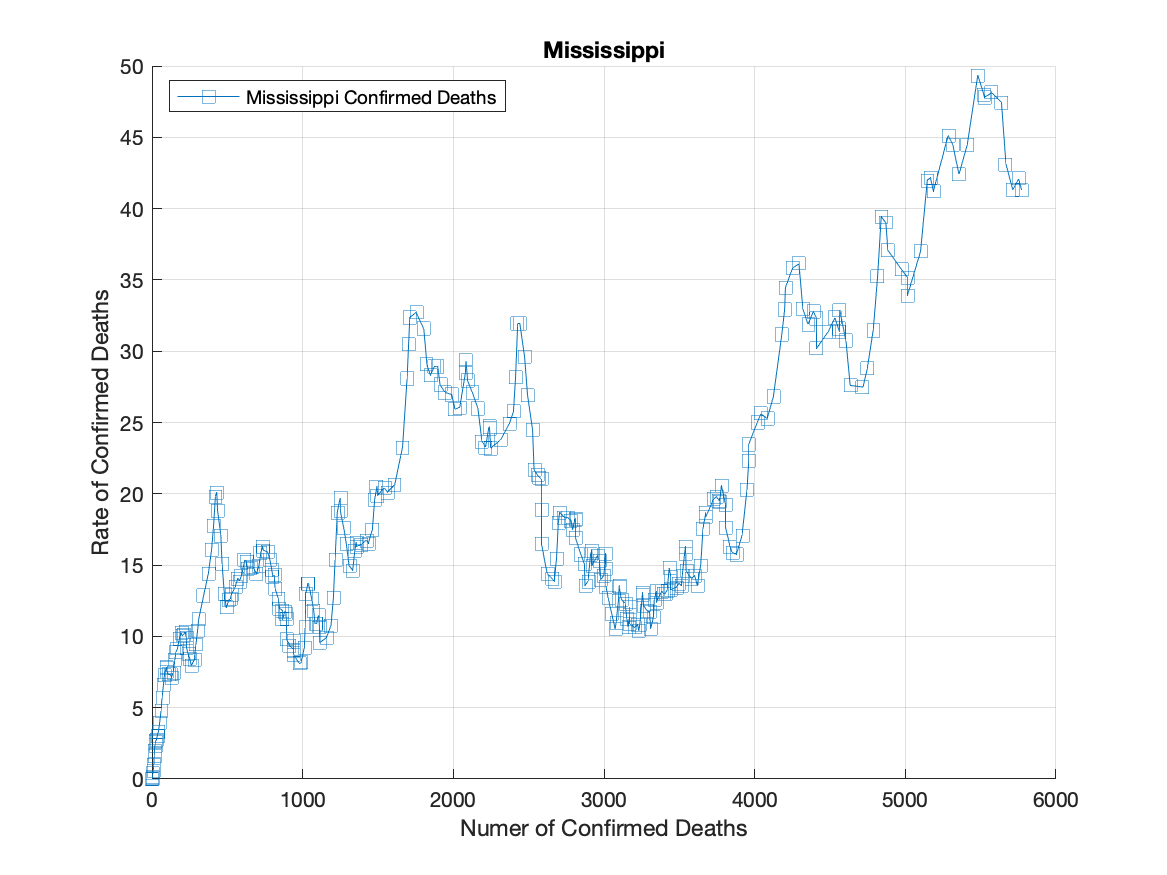 Mississippi
Mississippi Confirmed Deaths
Rate of Confirmed Deaths
50
45
40
35
30
25
20
15
10
5
0
0 1000 2000 3000 4000 5000 6000
Numer of Confirmed Deaths